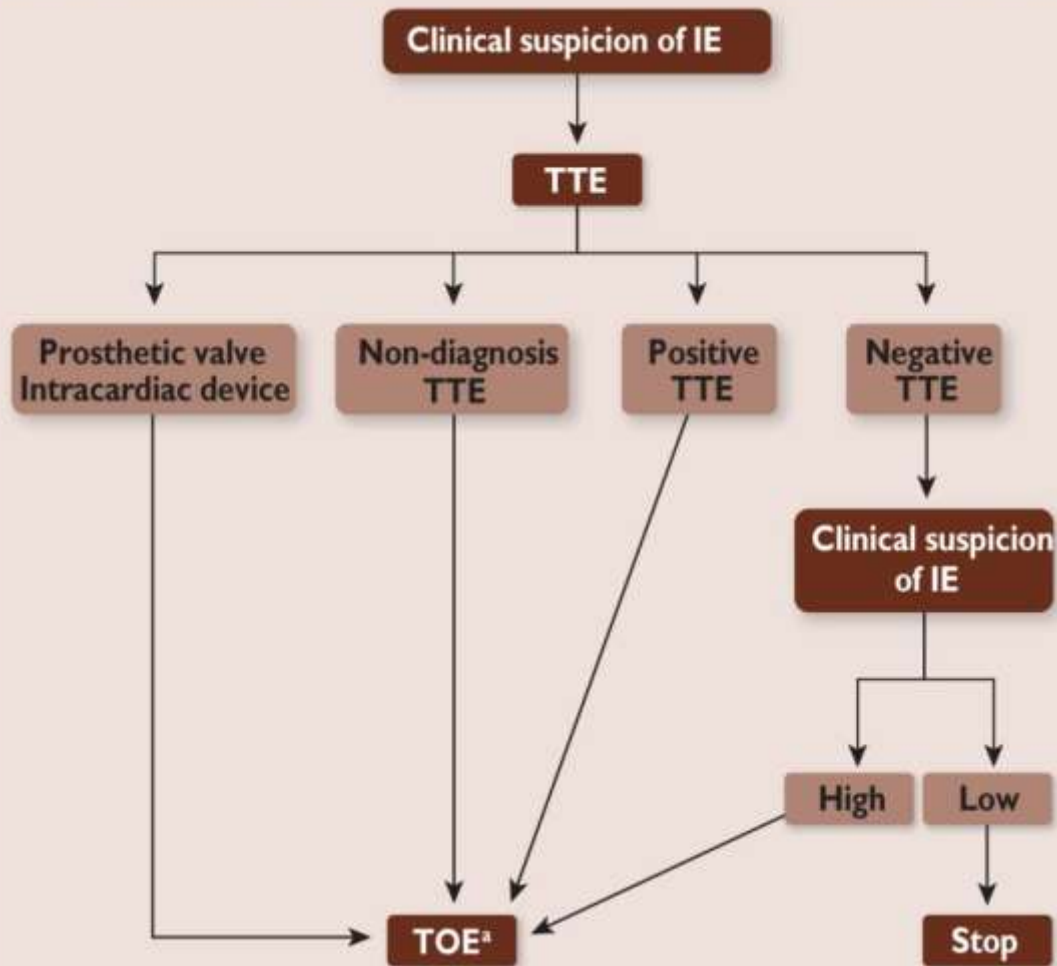 Clinical suspicion of IE
TTE
Prosthetic valve
Intracardiac device
Non-diagnosis
TTE
Positive
TTE
Negative
TTE
Clinical suspicion
of IE
High
Low
TOEᵃ
Stop